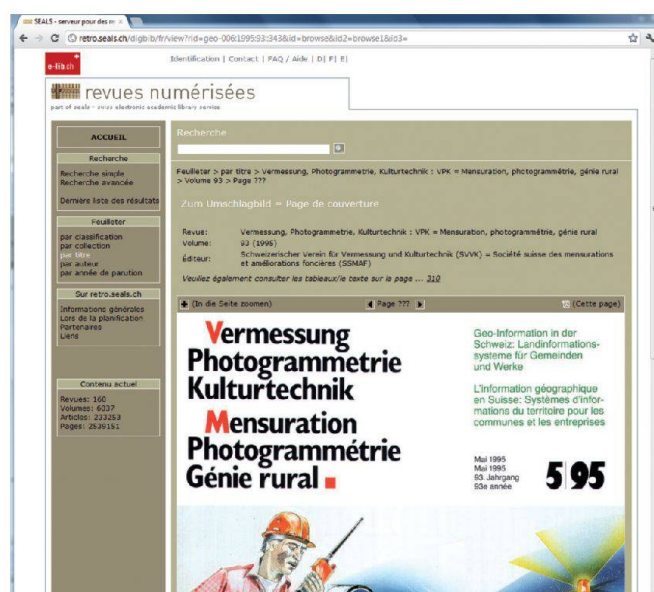 SEALS - serveur pour des re
retro.seals.ch/digbib/fr/view?rid=geo-006:1995:93::343&id=browse&id2=browse1&id3=
e-lib.ch
Identification | Contact | FAQ / Aide | D| F| E|
revues numérisées
part of seals - swiss electronic academic library service
ACCUEIL
Recherche
Recherche simple
Recherche avancée
Dernière liste des résultats
Feuilleter
par classification
par collection
par titre
par auteur
par année de parution
Sur retro.seals.ch
Informations générales
Lors de la planification
Partenaires
Liens
Contenu actuel
Revues: 160
Volumes: 6037
Articles: 233253
Pages: 2539151
Recherche
Feuilleter > par titre > Vermessung, Photogrammetrie, Kulturtechnik : VPK = Mensuration, photogrammétrie, génie rural
> Volume 93 > Page ???
Zum Umschlagbild = Page de couverture
Revue: Vermessung, Photogrammetrie, Kulturtechnik : VPK = Mensuration, photogrammétrie, génie rural
Volume: 93 (1995)
éditeur: Schweizerischer Verein für Vermessung und Kulturtechnik (SVVK) = Société suisse des mensurations
et améliorations foncières (SSMAF)
Veuillez également consulter les tableaux/le texte sur la page ... 310
(In die Seite zoomen) Page ??? (Cette page)
Vermessung
Photogrammetrie
Kulturtechnik
Mensuration
Photogrammétrie
Génie rural
Geo-Information in der
Schweiz: Landinformations-
systeme für Gemeinden
und Werke
L'information géographique
en Suisse: Systèmes d'infor-
mations du territoire pour les
communes et les entreprises
Mai 1995
Mai 1995
93. Jahrgang
93e année
5 95